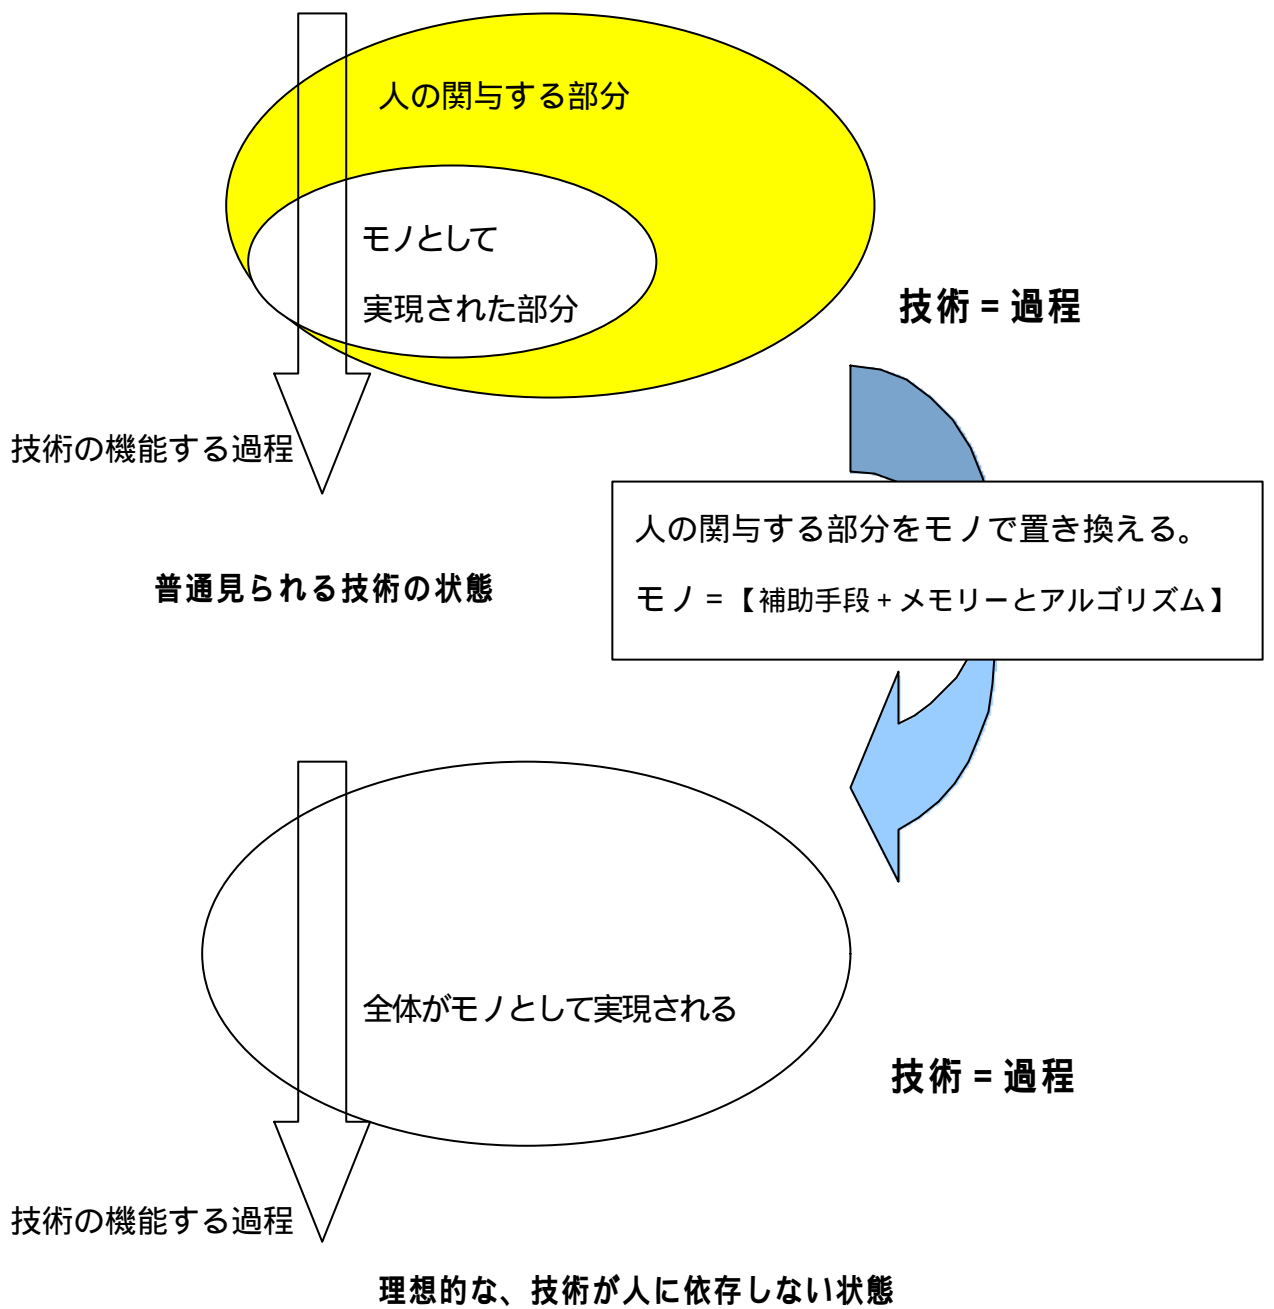 人の関与する部分
モノとして
実現された部分
技術 = 過程
技術の機能する過程
人の関与する部分をモノで置き換える。
モノ =【補助手段 + メモリーとアルゴリズム】
普通見られる技術の状態
全体がモノとして実現される
技術 = 過程
技術の機能する過程
理想的な、技術が人に依存しない状態